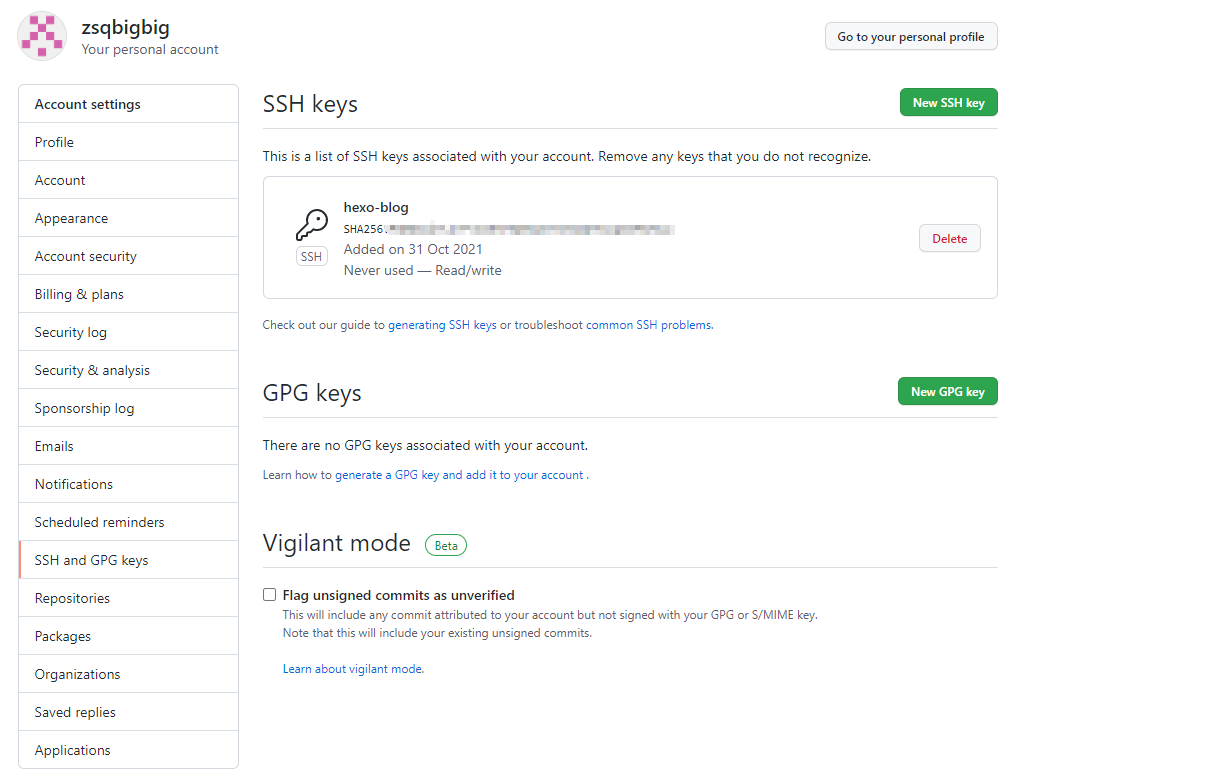 zsqbigbig
Your personal account
Go to your personal profile
Account settings
Profile
Account
Appearance
Account security
Billing & plans
Security log
Security & analysis
Sponsorship log
Emails
Notifications
Scheduled reminders
SSH and GPG keys
Repositories
Packages
Organizations
Saved replies
Applications
SSH keys
New SSH key
This is a list of SSH keys associated with your account. Remove any keys that you do not recognize.
hexo-blog
SHA256:
SSH
Added on 31 Oct 2021
Never used — Read/write
Delete
Check out our guide to generating SSH keys or troubleshoot common SSH problems.
GPG keys
New GPG key
There are no GPG keys associated with your account.
Learn how to generate a GPG key and add it to your account .
Vigilant mode
Beta
Flag unsigned commits as unverified
This will include any commit attributed to your account but not signed with your GPG or S/MIME key.
Note that this will include your existing unsigned commits.
Learn about vigilant mode.